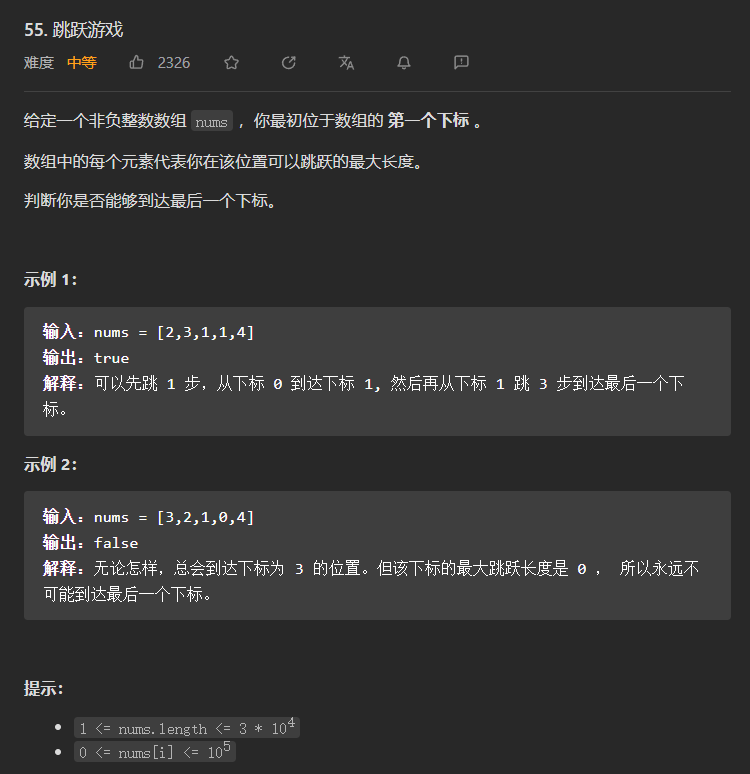 55. 跳跃游戏
难度 中等 2326
给定一个非负整数数组 nums ，你最初位于数组的 第一个下标 。
数组中的每个元素代表你在该位置可以跳跃的最大长度。
判断你是否能够到达最后一个下标。
示例 1：
输入：nums = [2,3,1,1,4]
输出：true
解释：可以先跳 1 步，从下标 0 到达下标 1, 然后再从下标 1 跳 3 步到达最后一个下
标。
示例 2：
输入：nums = [3,2,1,0,4]
输出：false
解释：无论怎样，总会到达下标为 3 的位置。但该下标的最大跳跃长度是 0 ， 所以永远不
可能到达最后一个下标。
提示：
• 1 <= nums.length <= 3 * 10⁴
• 0 <= nums[i] <= 10⁵